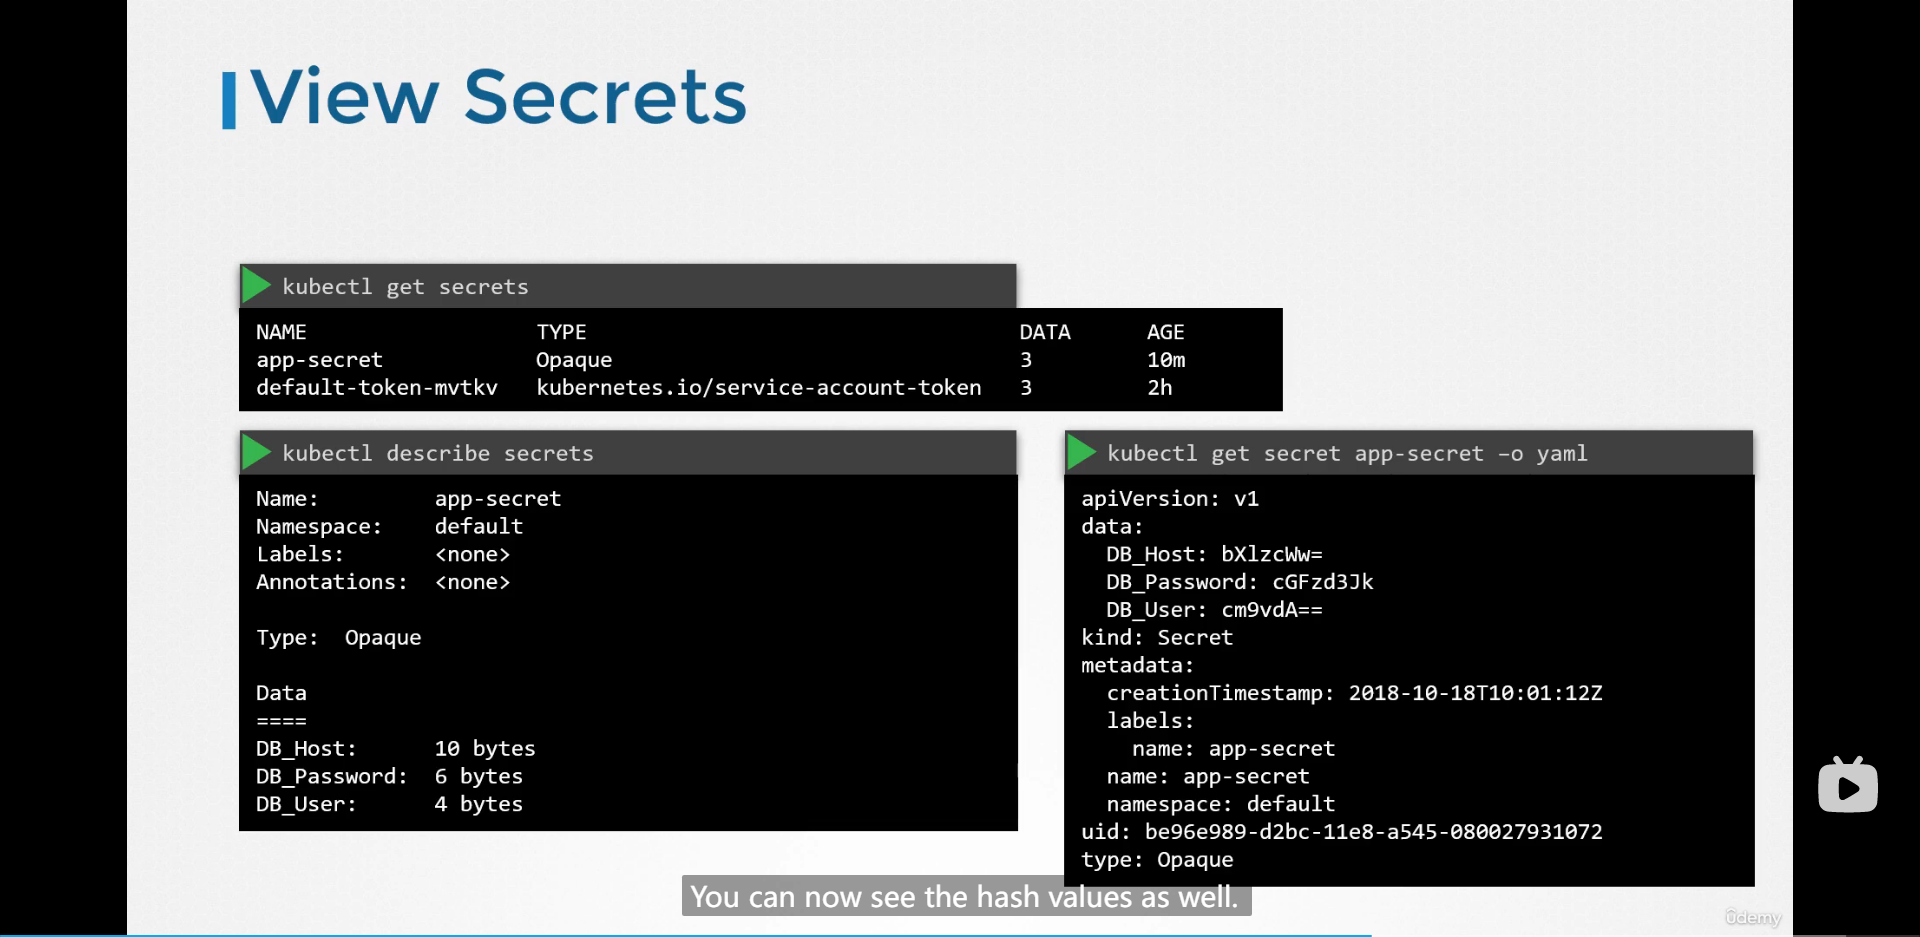 View Secrets
kubectl get secrets
NAME TYPE DATA AGE
app-secret Opaque 3 10m
default-token-mvtkv kubernetes.io/service-account-token 3 2h
kubectl describe secrets
Name: app-secret
Namespace: default
Labels: <none>
Annotations: <none>
Type: Opaque
Data
====
DB_Host: 10 bytes
DB_Password: 6 bytes
DB_User: 4 bytes
kubectl get secret app-secret –o yaml
apiVersion: v1
data:
DB_Host: bXlzcWw=
DB_Password: cGFzd3Jk
DB_User: cm9vdA==
kind: Secret
metadata:
creationTimestamp: 2018-10-18T10:01:12Z
labels:
name: app-secret
name: app-secret
namespace: default
uid: be96e989-d2bc-11e8-a545-080027931072
type: Opaque
You can now see the hash values as well.
ûdemy